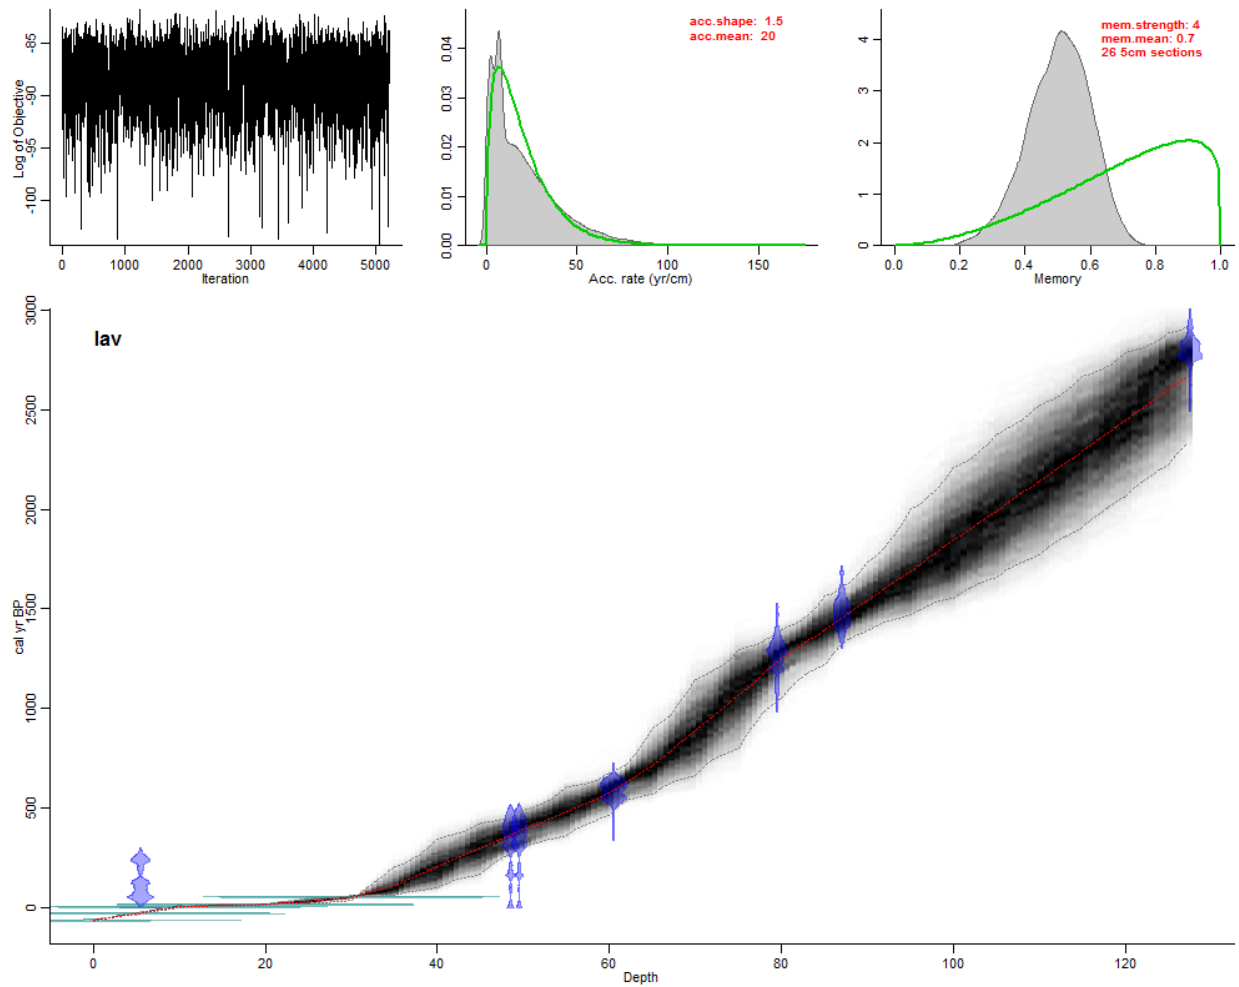 Log of Objective
-85
-90
-95
-100
0 1000 2000 3000 4000 5000
Iteration
acc.shape: 1.5
acc.mean: 20
0.00 0.01 0.02 0.03 0.04
0 50 100 150
Acc. rate (yr/cm)
mem.strength: 4
mem.mean: 0.7
26 5cm sections
0 1 2 3 4
0.0 0.2 0.4 0.6 0.8 1.0
Memory
lav
cal yr BP
0 500 1000 1500 2000 2500 3000
0 20 40 60 80 100 120
Depth